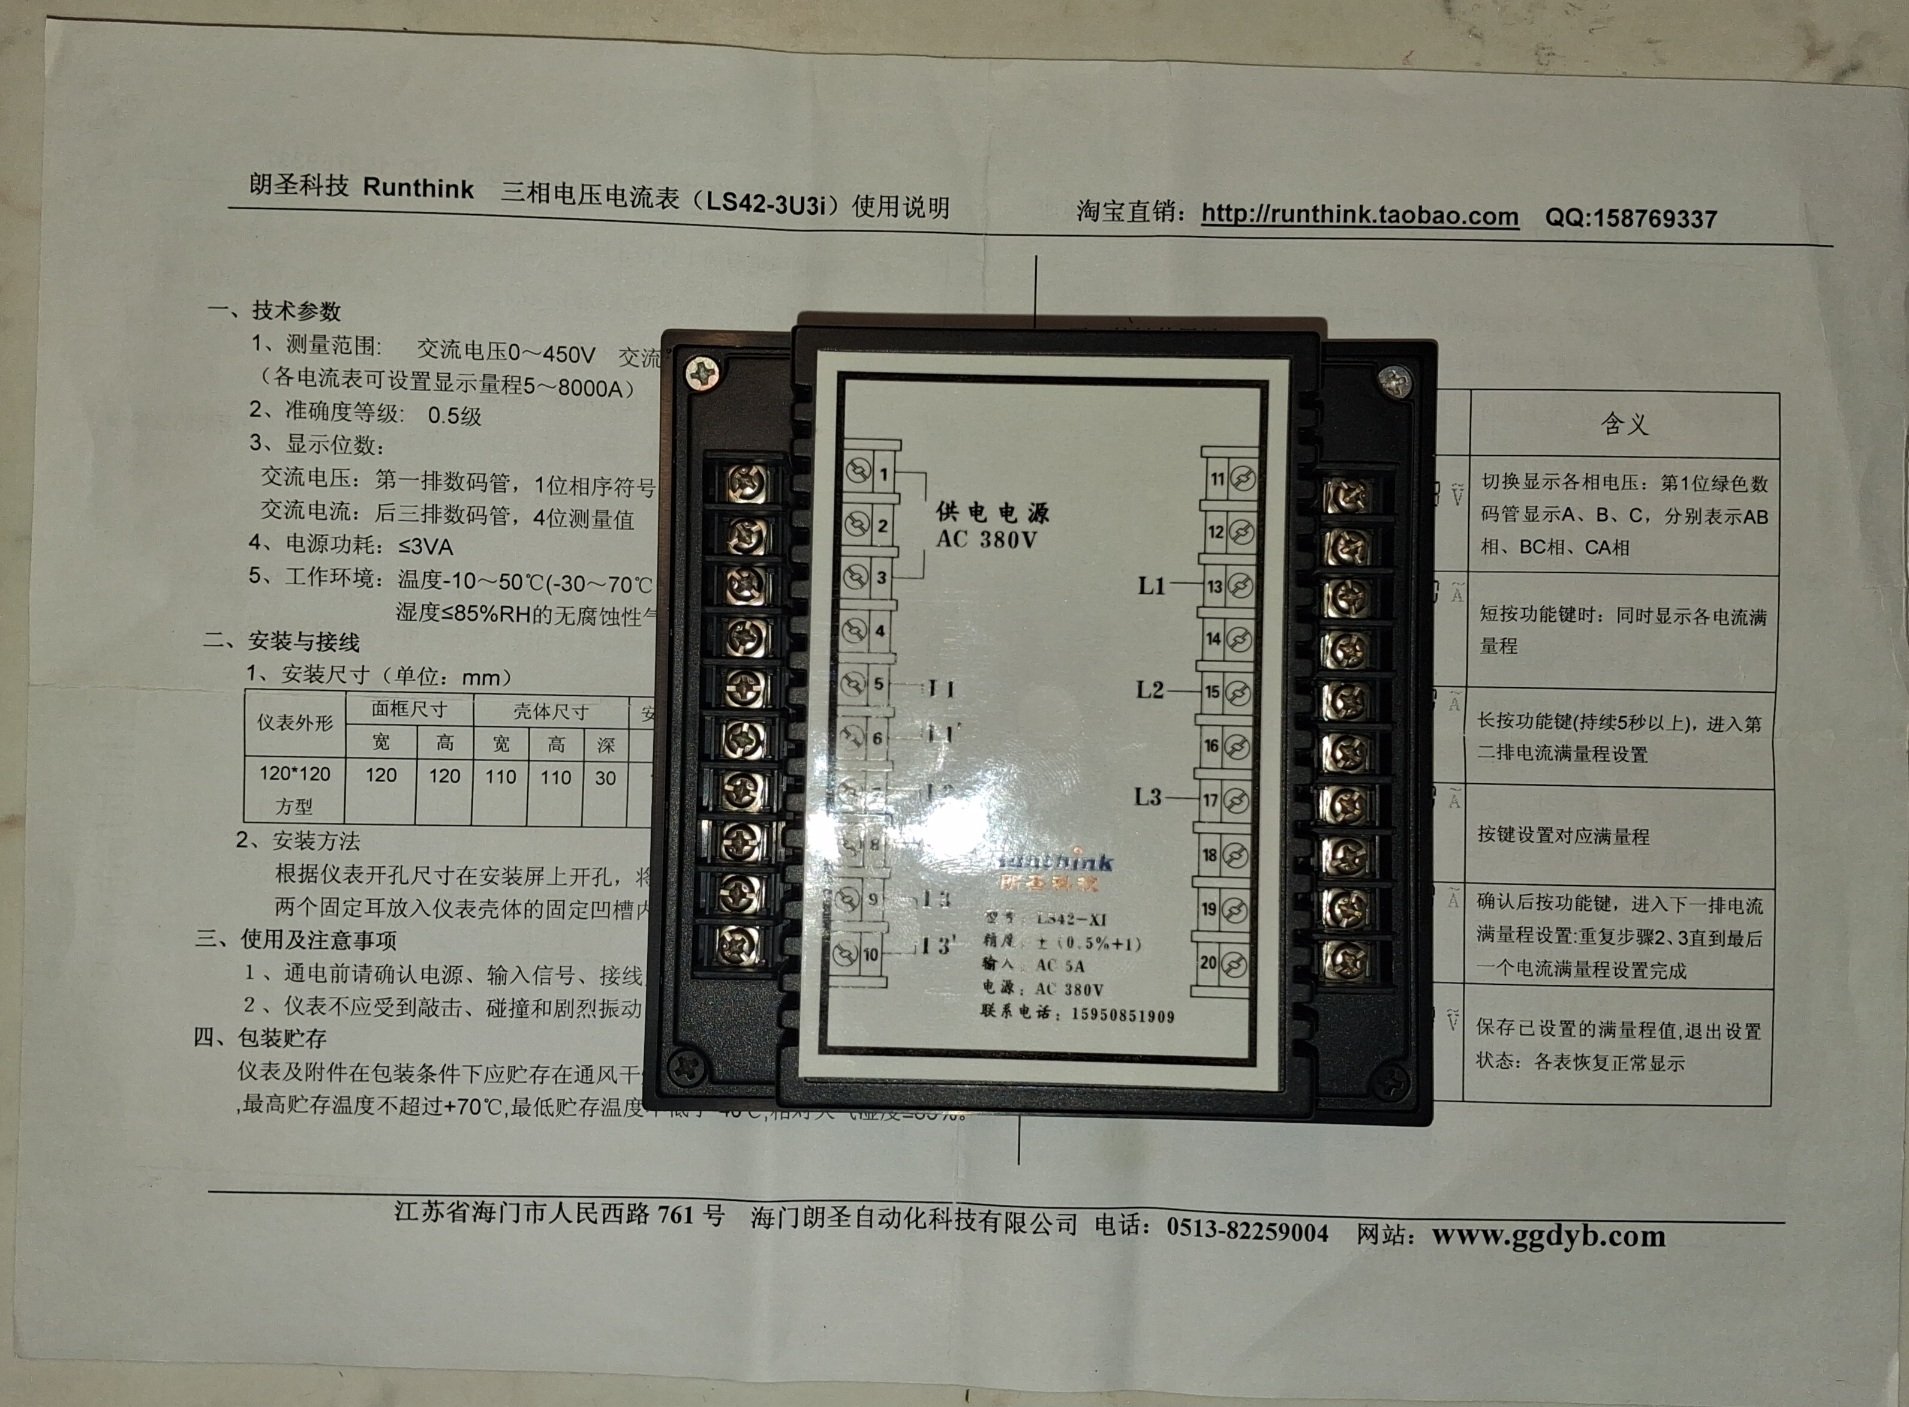 朗圣科技 Runthink 三相电压电流表（LS42-3U3i）使用说明 淘宝直销：http://runthink.taobao.com QQ:158769337
一、技术参数
1、测量范围： 交流电压0～450V 交流
（各电流表可设置显示量程5～8000A）
2、准确度等级： 0.5级
3、显示位数：
交流电压：第一排数码管，1位相序符号
交流电流：后三排数码管，4位测量值
4、电源功耗：≤3VA
5、工作环境：温度-10～50℃(-30～70℃
湿度≤85%RH的无腐蚀性
二、安装与接线
1、安装尺寸（单位：mm）
仪表外形 面框尺寸 壳体尺寸
宽 高 宽 高 深
120*120方型 120 120 110 110 30
2、安装方法
根据仪表开孔尺寸在安装屏上开孔，将
两个固定耳放入仪表壳体的固定凹槽内
三、使用及注意事项
1、通电前请确认电源、输入信号、接线
2、仪表不应受到敲击、碰撞和剧烈振动
四、包装贮存
仪表及附件在包装条件下应贮存在通风干
,最高贮存温度不超过+70℃,最低贮存温度
1
2
3
4
5
6
8
9
10
供电电源
AC 380V
L1
L3
L3'
11
12
L1 13
14
L2 15
16
L3 17
18
19
20
Runthink
朗圣科技
型号：LS42-XI
精度：±(0.5%+1)
输入：AC 5A
电源：AC 380V
联系电话：15950851909
含义
切换显示各相电压：第1位绿色数
码管显示A、B、C，分别表示AB
相、BC相、CA相
短按功能键时：同时显示各电流满
量程
长按功能键(持续5秒以上)，进入第
二排电流满量程设置
按键设置对应满量程
确认后按功能键，进入下一排电流
满量程设置:重复步骤2、3直到最后
一个电流满量程设置完成
保存已设置的满量程值,退出设置
状态：各表恢复正常显示
江苏省海门市人民西路 761 号 海门朗圣自动化科技有限公司 电话：0513-82259004 网站：www.ggdyb.com